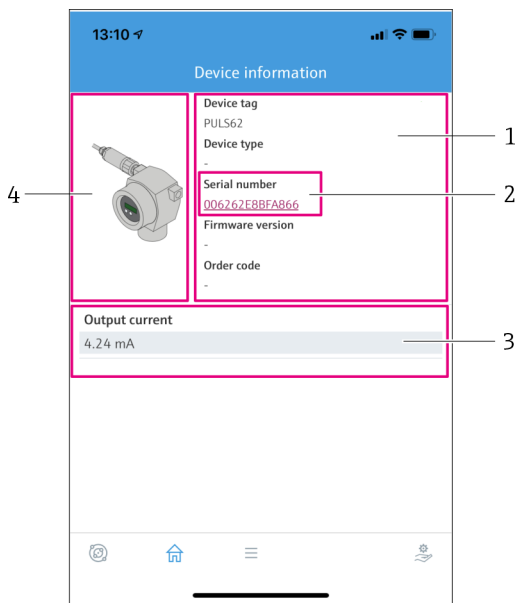 13:10
Device information
Device tag
PULS62
Device type
-
Serial number
006262E8BFA866
Firmware version
-
Order code
-
Output current
4.24 mA
1
2
3
4